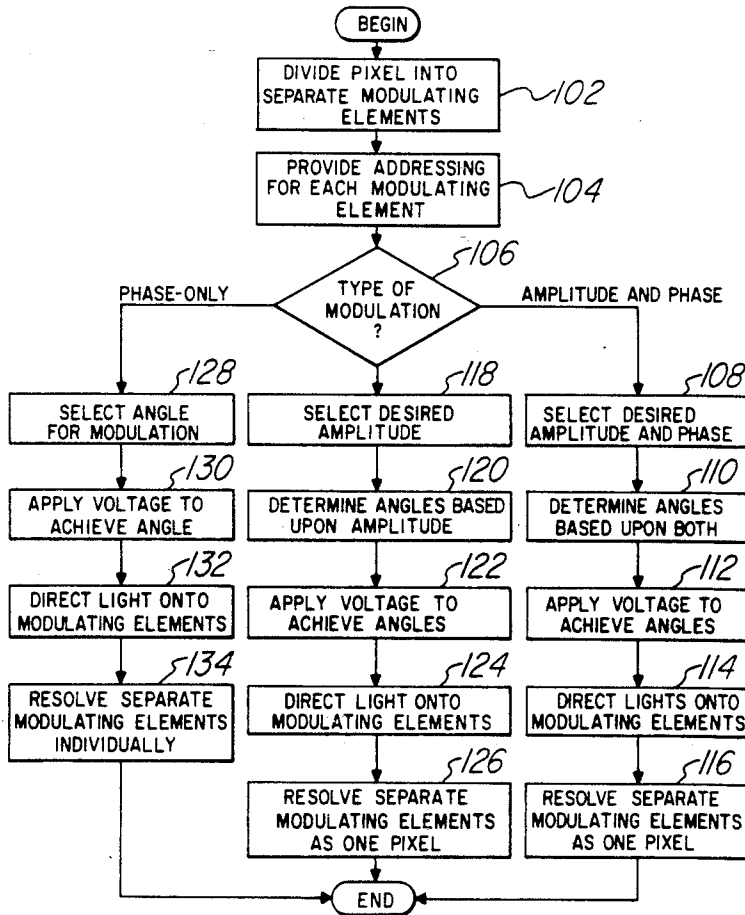 BEGIN
DIVIDE PIXEL INTO
SEPARATE MODULATING
ELEMENTS
102
PROVIDE ADDRESSING
FOR EACH MODULATING
ELEMENT
104
106
TYPE OF
MODULATION
?
PHASE-ONLY
AMPLITUDE AND PHASE
128
SELECT ANGLE
FOR MODULATION
130
APPLY VOLTAGE TO
ACHIEVE ANGLE
132
DIRECT LIGHT ONTO
MODULATING ELEMENTS
134
RESOLVE SEPARATE
MODULATING ELEMENTS
INDIVIDUALLY
118
SELECT DESIRED
AMPLITUDE
120
DETERMINE ANGLES BASED
UPON AMPLITUDE
122
APPLY VOLTAGE TO
ACHIEVE ANGLES
124
DIRECT LIGHT ONTO
MODULATING ELEMENTS
126
RESOLVE SEPARATE
MODULATING ELEMENTS
AS ONE PIXEL
108
SELECT DESIRED
AMPLITUDE AND PHASE
110
DETERMINE ANGLES
BASED UPON BOTH
112
APPLY VOLTAGE TO
ACHIEVE ANGLES
114
DIRECT LIGHTS ONTO
MODULATING ELEMENTS
116
RESOLVE SEPARATE
MODULATING ELEMENTS
AS ONE PIXEL
END